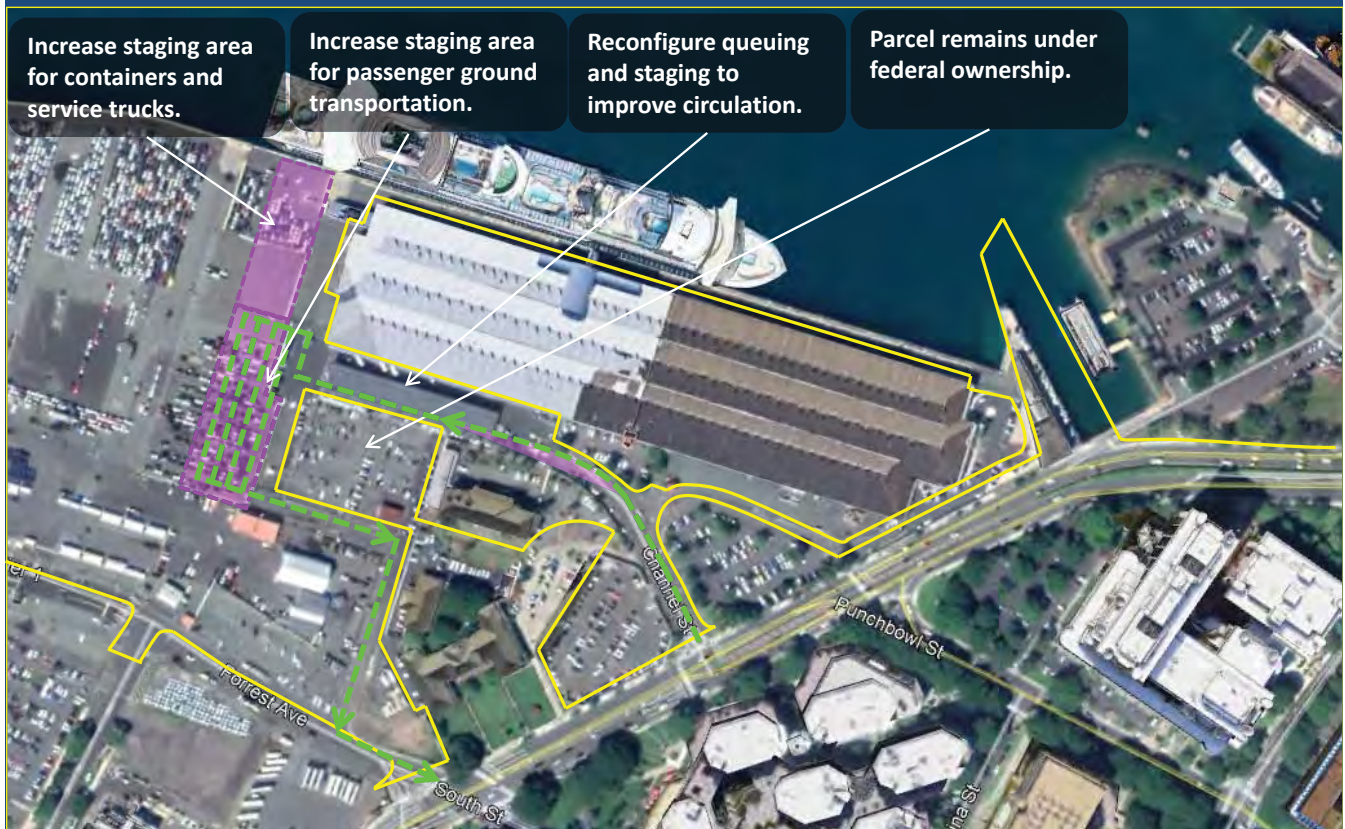 Increase staging area
for containers and
service trucks.
Increase staging area
for passenger ground
transportation.
Reconfigure queuing
and staging to
improve circulation.
Parcel remains under
federal ownership.
Channel St
Punchbowl St
Forrest Ave
South St